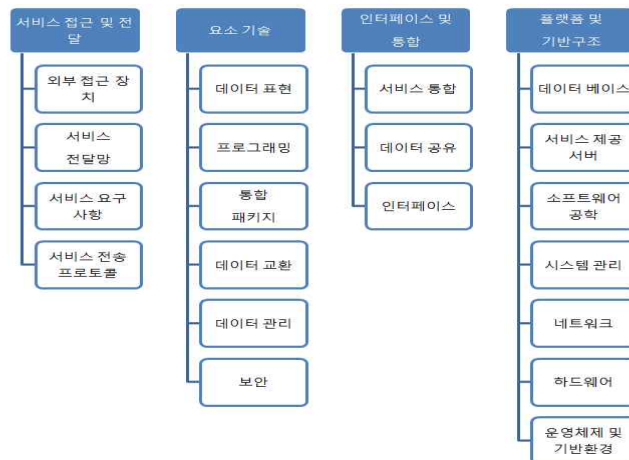 서비스 접근 및 전
달
외부 접근 장
치
서비스
전달망
서비스 요구
사항
서비스 전송
프로토콜
요소 기술
데이터 표현
프로그래밍
통합
패키지
데이터 교환
데이터 관리
보안
인터페이스 및
통합
서비스 통합
데이터 공유
인터페이스
플랫폼 및
기반구조
데이터 베이스
서비스 제공
서버
소프트웨어
공학
시스템 관리
네트워크
하드웨어
운영체제 및
기반환경